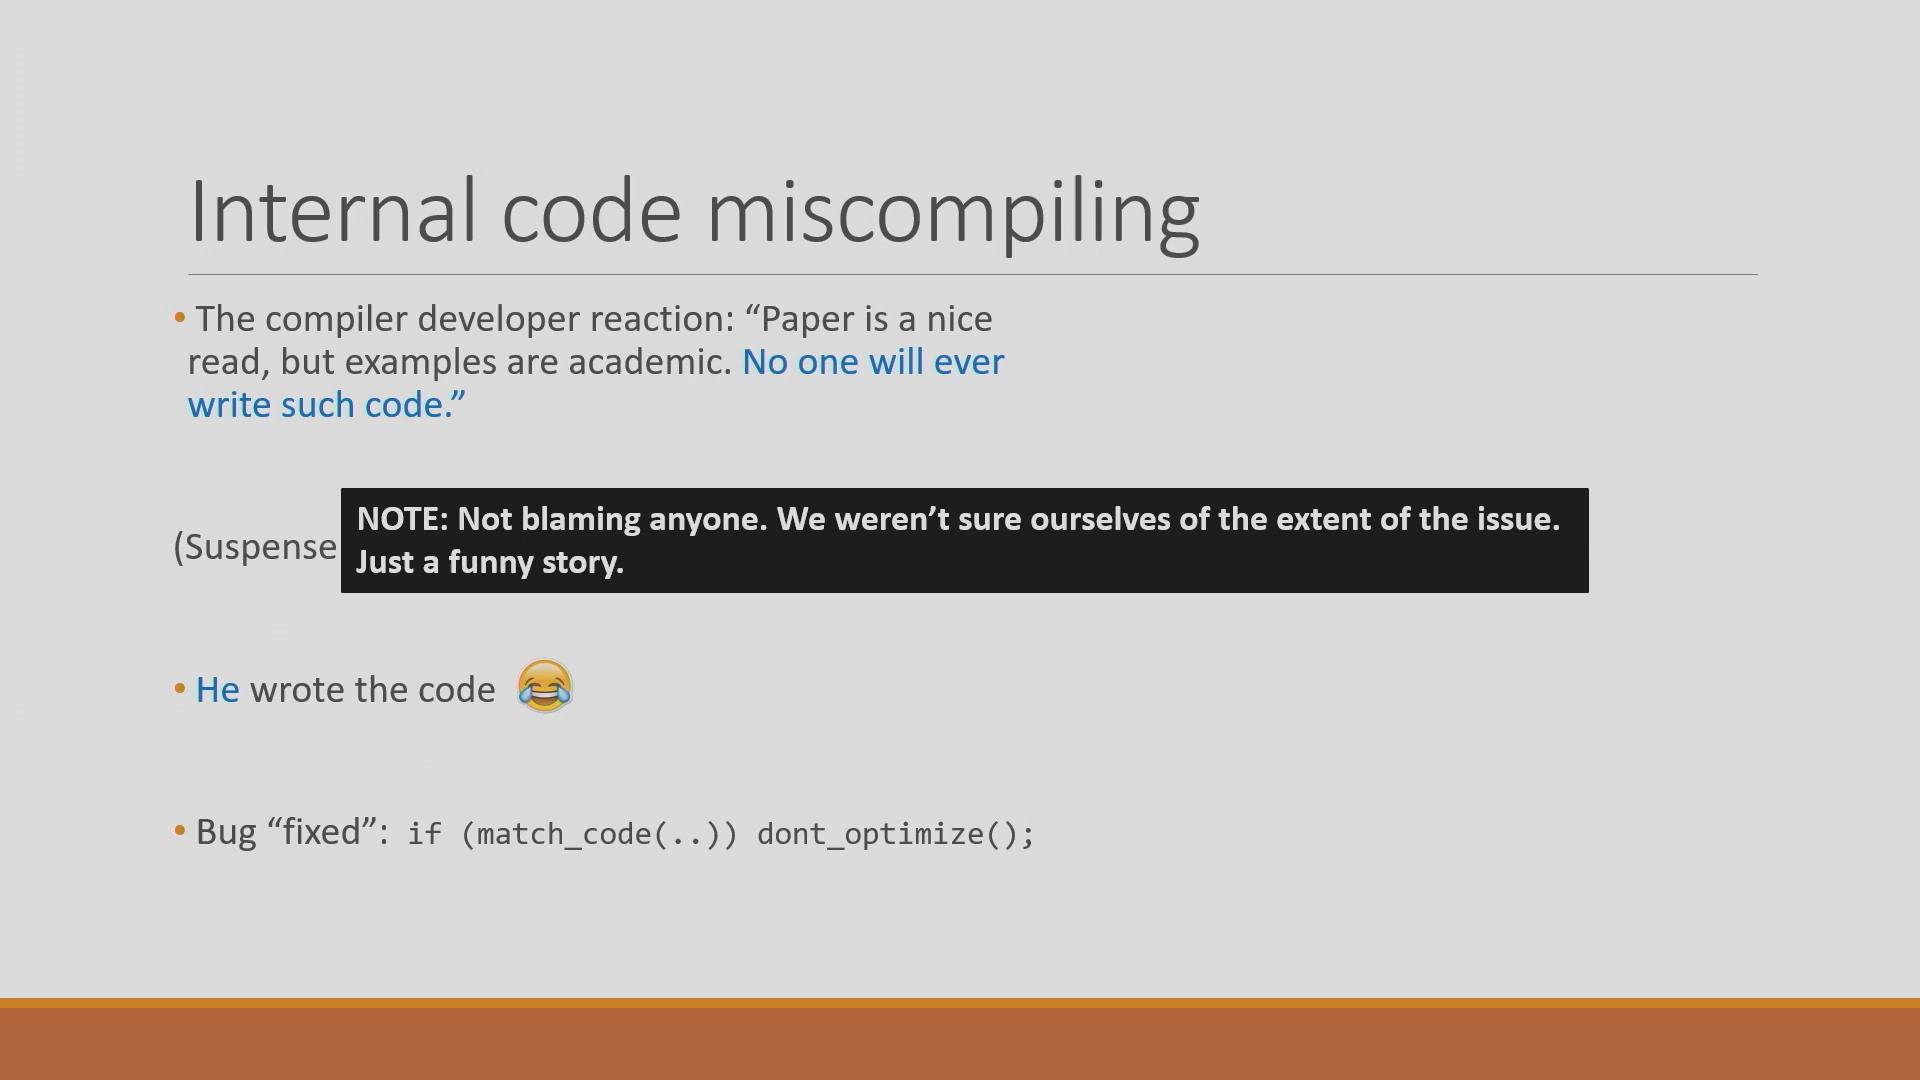 Internal code miscompiling
• The compiler developer reaction: “Paper is a nice
read, but examples are academic. No one will ever
write such code.”
(Suspense
NOTE: Not blaming anyone. We weren’t sure ourselves of the extent of the issue.
Just a funny story.
• He wrote the code 😂
• Bug “fixed”: if (match_code(..)) dont_optimize();